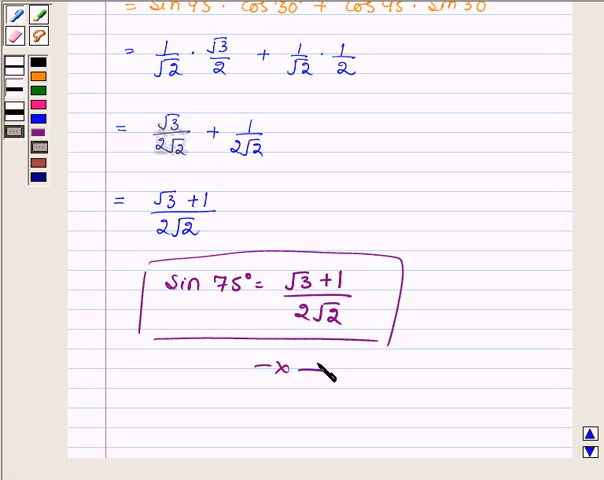 = sin 45 · cos 30° + cos 45 · sin 30
= 1/√2 · √3/2 + 1/√2 · 1/2
= √3/2√2 + 1/2√2
= √3 + 1/2√2
sin 75° = √3 + 1/2√2
－x－